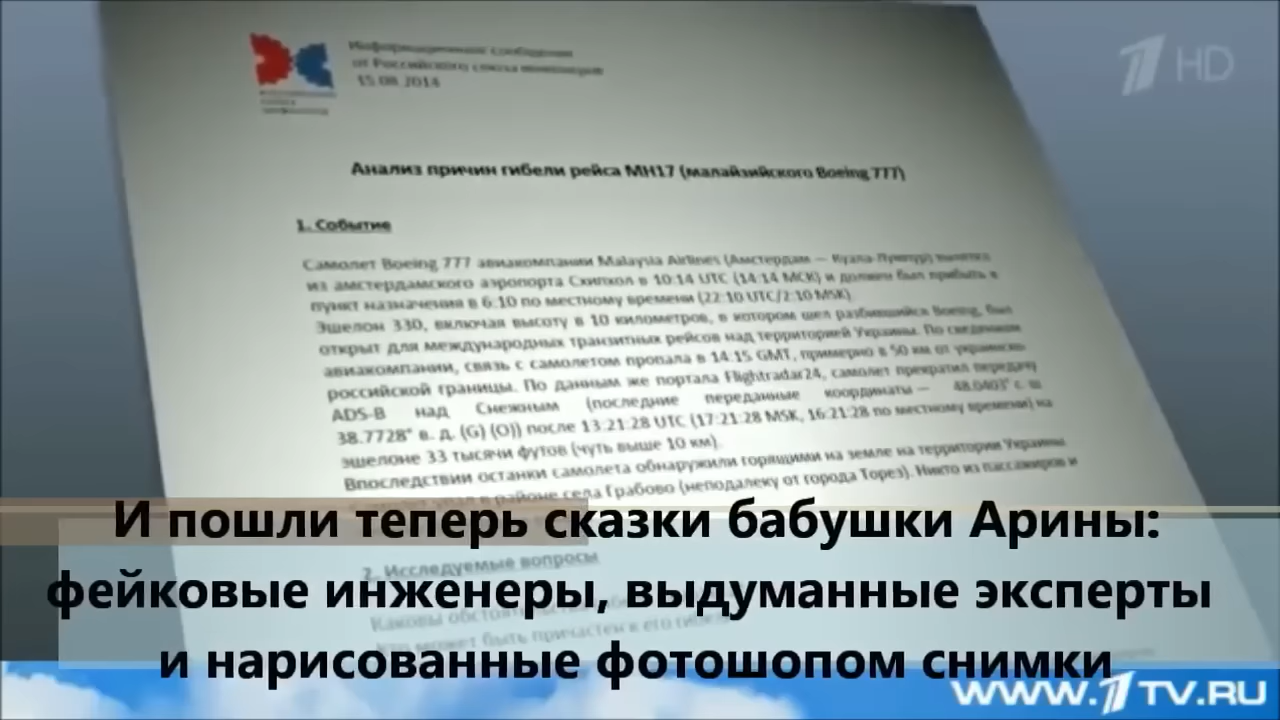 Информационное сообщение
от Российского союза инженеров
15.08.2014
1 HD
Анализ причин гибели рейса MH17 (малайзийского Boeing 777)
1. Событие
Самолет Boeing 777 авиакомпании Malaysia Airlines (Амстердам — Куала-Лумпур) вылетел
из амстердамского аэропорта Схипхол в 10:14 UTC (14:14 МСК) и должен был прибыть в
пункт назначения в 6:10 по местному времени (22:10 UTC/2:10 MSK).
Эшелон 330, включая высоту в 10 километров, в котором шел разбившийся Boeing, был
открыт для международных транзитных рейсов над территорией Украины. По сведениям
авиакомпании, связь с самолетом пропала в 14:15 GMT, примерно в 50 км от украинско-
российской границы. По данным же портала Flightradar24, самолет прекратил передачу
ADS-B над Снежным (последние переданные координаты — 48.0403° с. ш
38.7728° в. д. (G) (O)) после 13:21:28 UTC (17:21:28 MSK, 16:21:28 по местному времени) на
эшелоне 33 тысячи футов (чуть выше 10 км).
Впоследствии останки самолета обнаружили горящими на земле на территории Украины
в районе села Грабово (неподалеку от города Торез). Никто из пассажиров и
2. Исследуемые вопросы
Каковы
может быть причастен к его
И пошли теперь сказки бабушки Арины:
фейковые инженеры, выдуманные эксперты
и нарисованные фотошопом снимки
WWW.1TV.RU